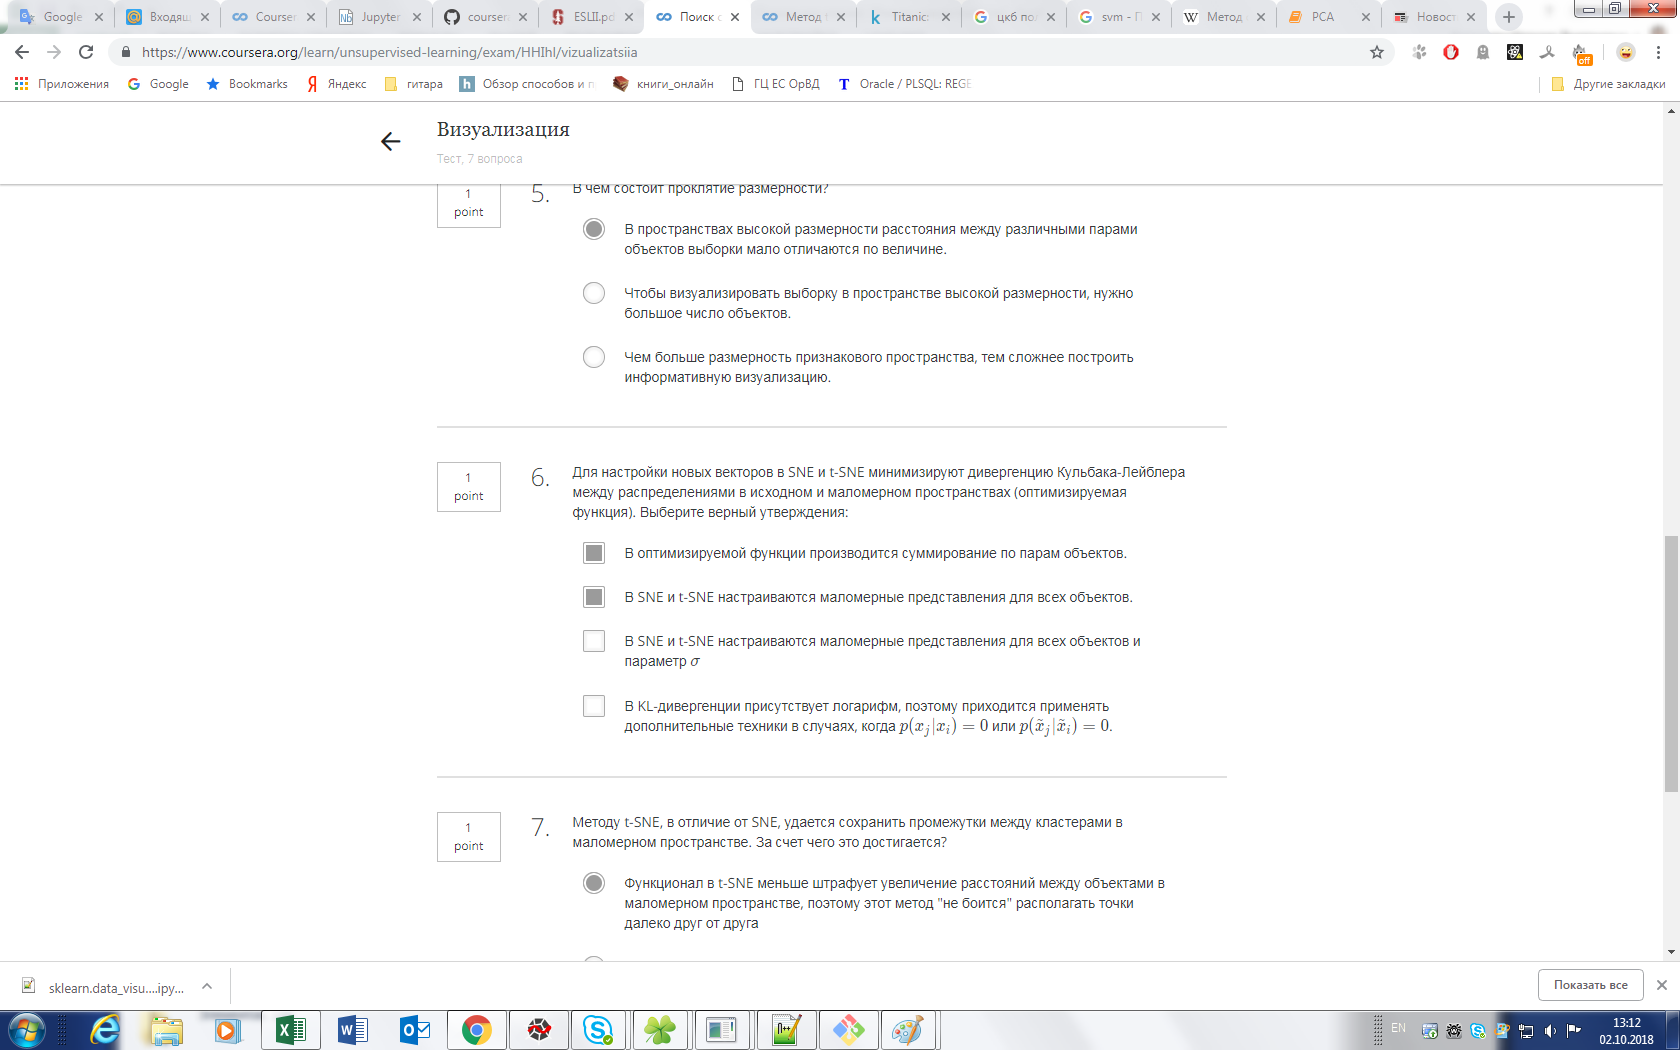 Google
Входящ
Courser
Jupyter
course
ESLII.pd
Поиск с
Метод
Titanic
цкб по
svm - П
Метод
PCA
Новост
https://www.coursera.org/learn/unsupervised-learning/exam/HHIhl/vizualizatsiia
off
Приложения
Google
Bookmarks
Яндекс
гитара
Обзор способов и п
книги_онлайн
ГЦ ЕС ОрВД
Oracle / PLSQL: REGE
Другие закладки
Визуализация
Тест, 7 вопроса
1
point
5.
В чем состоит проклятие размерности?
В пространствах высокой размерности расстояния между различными парами
объектов выборки мало отличаются по величине.
Чтобы визуализировать выборку в пространстве высокой размерности, нужно
большое число объектов.
Чем больше размерность признакового пространства, тем сложнее построить
информативную визуализацию.
1
point
6.
Для настройки новых векторов в SNE и t-SNE минимизируют дивергенцию Кульбака-Лейблера
между распределениями в исходном и маломерном пространствах (оптимизируемая
функция). Выберите верный утверждения:
В оптимизируемой функции производится суммирование по парам объектов.
В SNE и t-SNE настраиваются маломерные представления для всех объектов.
В SNE и t-SNE настраиваются маломерные представления для всех объектов и
параметр σ
В KL-дивергенции присутствует логарифм, поэтому приходится применять
дополнительные техники в случаях, когда p(x_j|x_i) = 0 или p(x̃_j|x̃_i) = 0.
1
point
7.
Методу t-SNE, в отличие от SNE, удается сохранить промежутки между кластерами в
маломерном пространстве. За счет чего это достигается?
Функционал в t-SNE меньше штрафует увеличение расстояний между объектами в
маломерном пространстве, поэтому этот метод "не боится" располагать точки
далеко друг от друга
sklearn.data_visu....ipy...
Показать все
EN
13:12
02.10.2018